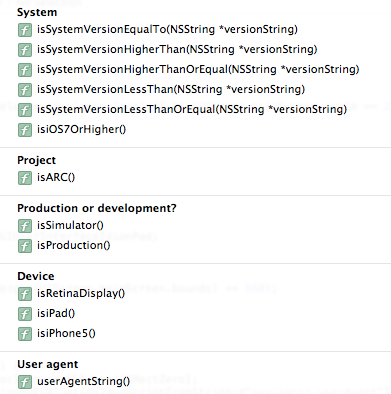 System
f isSystemVersionEqualTo(NSString *versionString)
f isSystemVersionHigherThan(NSString *versionString)
f isSystemVersionHigherThanOrEqual(NSString *versionString)
f isSystemVersionLessThan(NSString *versionString)
f isSystemVersionLessThanOrEqual(NSString *versionString)
f isiOS7OrHigher()
Project
f isARC()
Production or development?
f isSimulator()
f isProduction()
Device
f isRetinaDisplay()
f isiPad()
f isiPhone5()
User agent
f userAgentString()